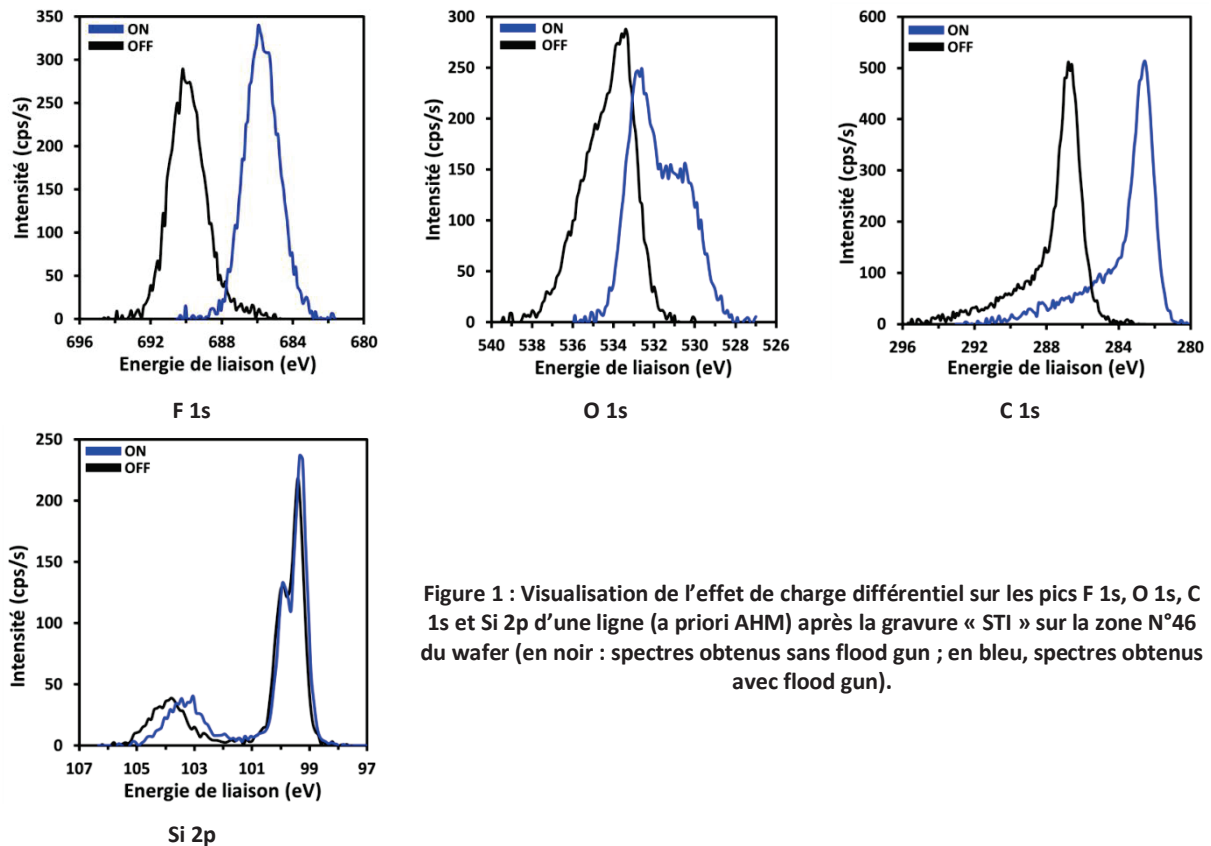 ON
OFF
350
300
250
200
150
100
50
0
Intensité (cps/s)
696 692 688 684 680
Energie de liaison (eV)
F 1s
ON
OFF
300
250
200
150
100
50
0
Intensité (cps/s)
540 538 536 534 532 530 528 526
Energie de liaison (eV)
O 1s
ON
OFF
600
500
400
300
200
100
0
Intensité (cps/s)
296 292 288 284 280
Energie de liaison (eV)
C 1s
ON
OFF
250
200
150
100
50
0
Intensité (cps/s)
107 105 103 101 99 97
Energie de liaison (eV)
Si 2p
Figure 1 : Visualisation de l’effet de charge différentiel sur les pics F 1s, O 1s, C
1s et Si 2p d’une ligne (a priori AHM) après la gravure « STI » sur la zone N°46
du wafer (en noir : spectres obtenus sans flood gun ; en bleu, spectres obtenus
avec flood gun).